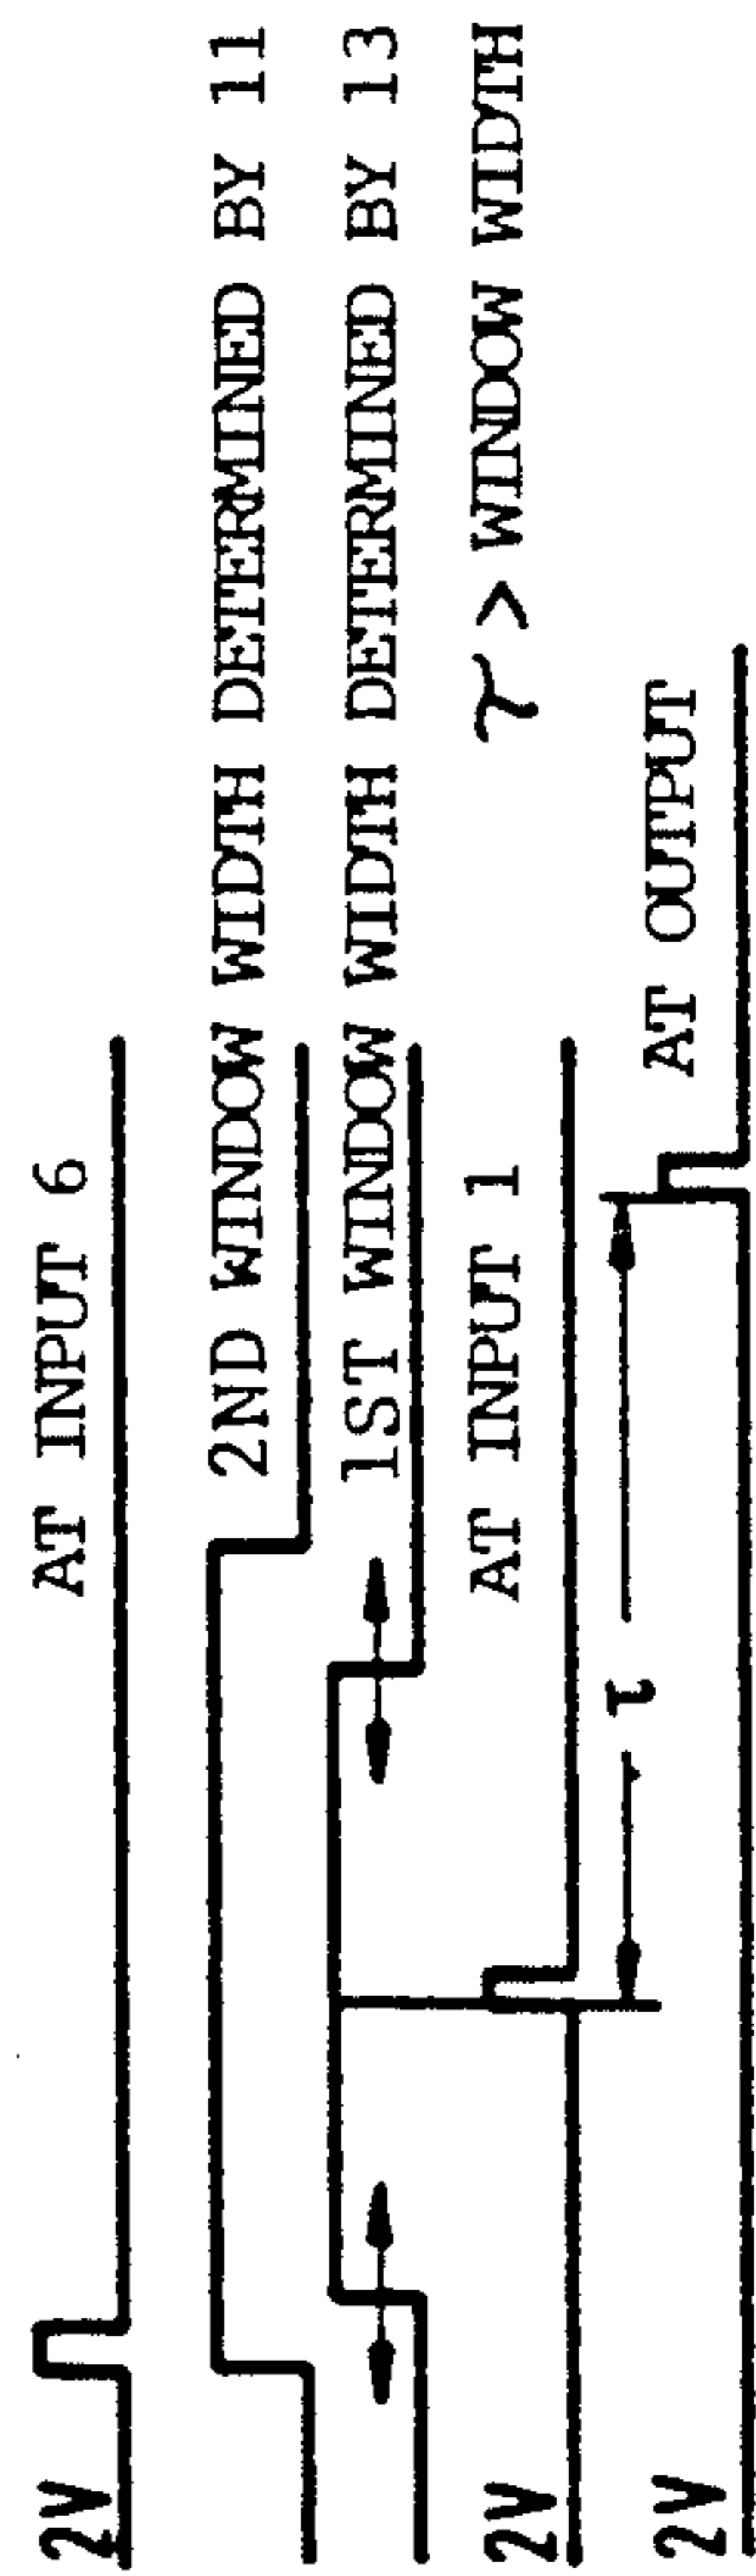 2V AT INPUT 6
2ND WINDOW WIDTH DETERMINED BY 11
1ST WINDOW WIDTH DETERMINED BY 13
2V AT INPUT 1 τ > WINDOW WIDTH
τ
2V AT OUTPUT